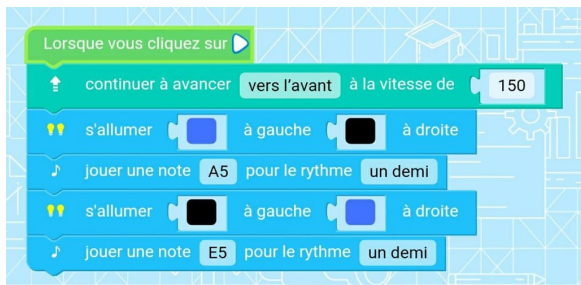 Lorsque vous cliquez sur
continuer à avancer vers l'avant à la vitesse de 150
s'allumer à gauche à droite
jouer une note A5 pour le rythme un demi
s'allumer à gauche à droite
jouer une note E5 pour le rythme un demi